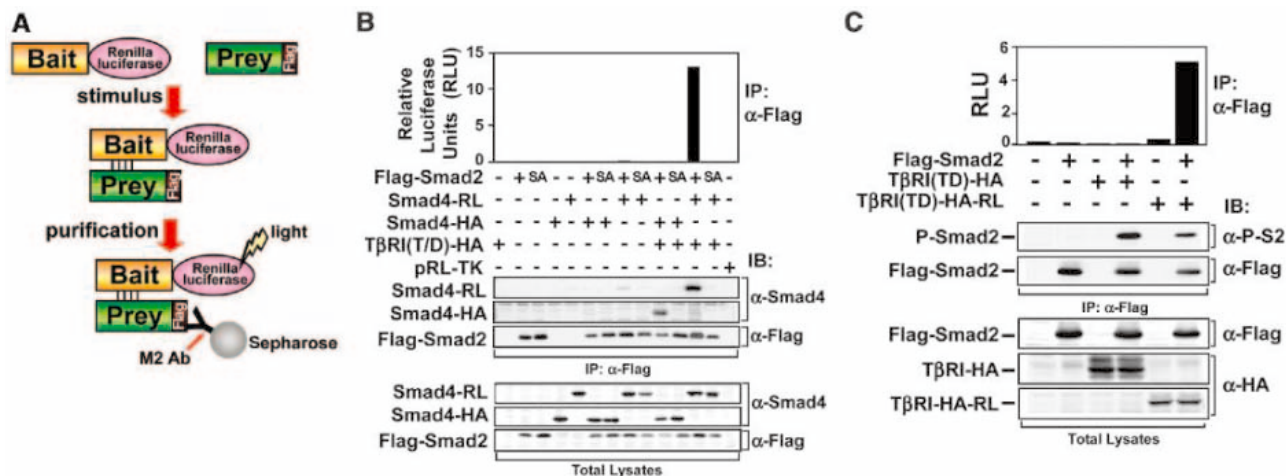 A
Bait
Renilla
luciferase
Prey
Flag
stimulus
Bait
Renilla
luciferase
Prey
Flag
purification
light
Bait
Renilla
luciferase
Prey
Flag
M2 Ab
Sepharose
B
Relative
Luciferase
Units (RLU)
15
10
5
0
IP:
α-Flag
Flag-Smad2 - + SA - - + SA + SA + SA + SA -
Smad4-RL - - - - + - - + + - - + + -
Smad4-HA - - - + - + + - - + + - - -
TβRI(T/D)-HA + - - - - - - - - + + + + -
pRL-TK - - - - - - - - - - - - - +
IB:
Smad4-RL
Smad4-HA
α-Smad4
Flag-Smad2
α-Flag
IP: α-Flag
Smad4-RL
Smad4-HA
α-Smad4
Flag-Smad2
α-Flag
Total Lysates
C
RLU
6
4
2
0
IP:
α-Flag
Flag-Smad2 - + - + - +
TβRI(TD)-HA - - + + - -
TβRI(TD)-HA-RL - - - - + +
IB:
P-Smad2
α-P-S2
Flag-Smad2
α-Flag
IP: α-Flag
Flag-Smad2
α-Flag
TβRI-HA
α-HA
TβRI-HA-RL
Total Lysates